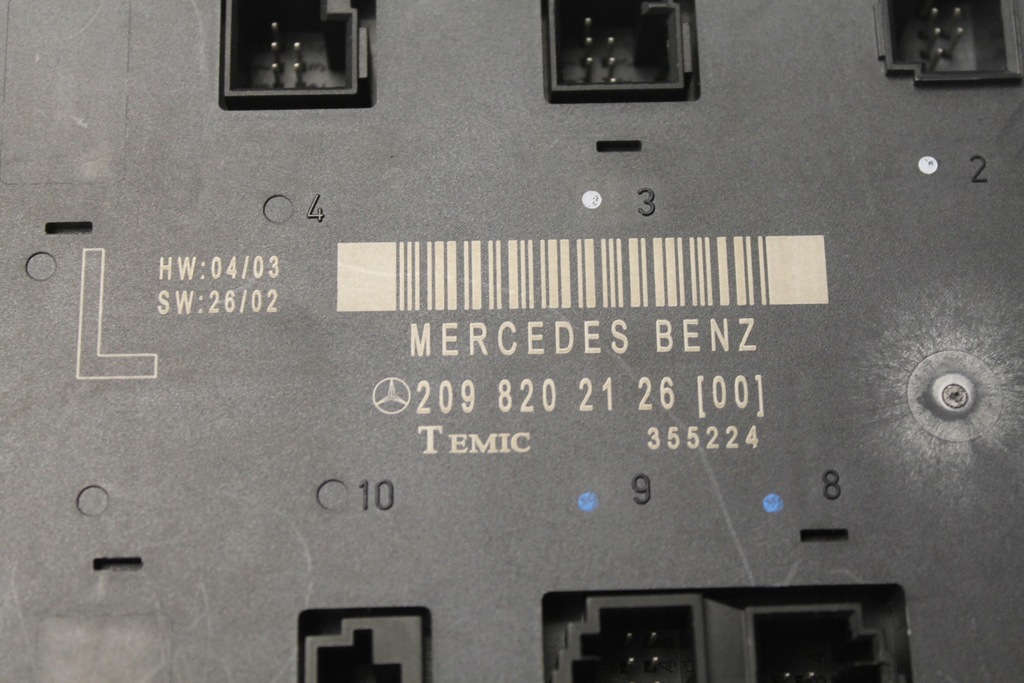 2
4
3
L
HW:04/03
SW:26/02
MERCEDES BENZ
209 820 21 26 [00]
TEMIC 355224
10
9
8